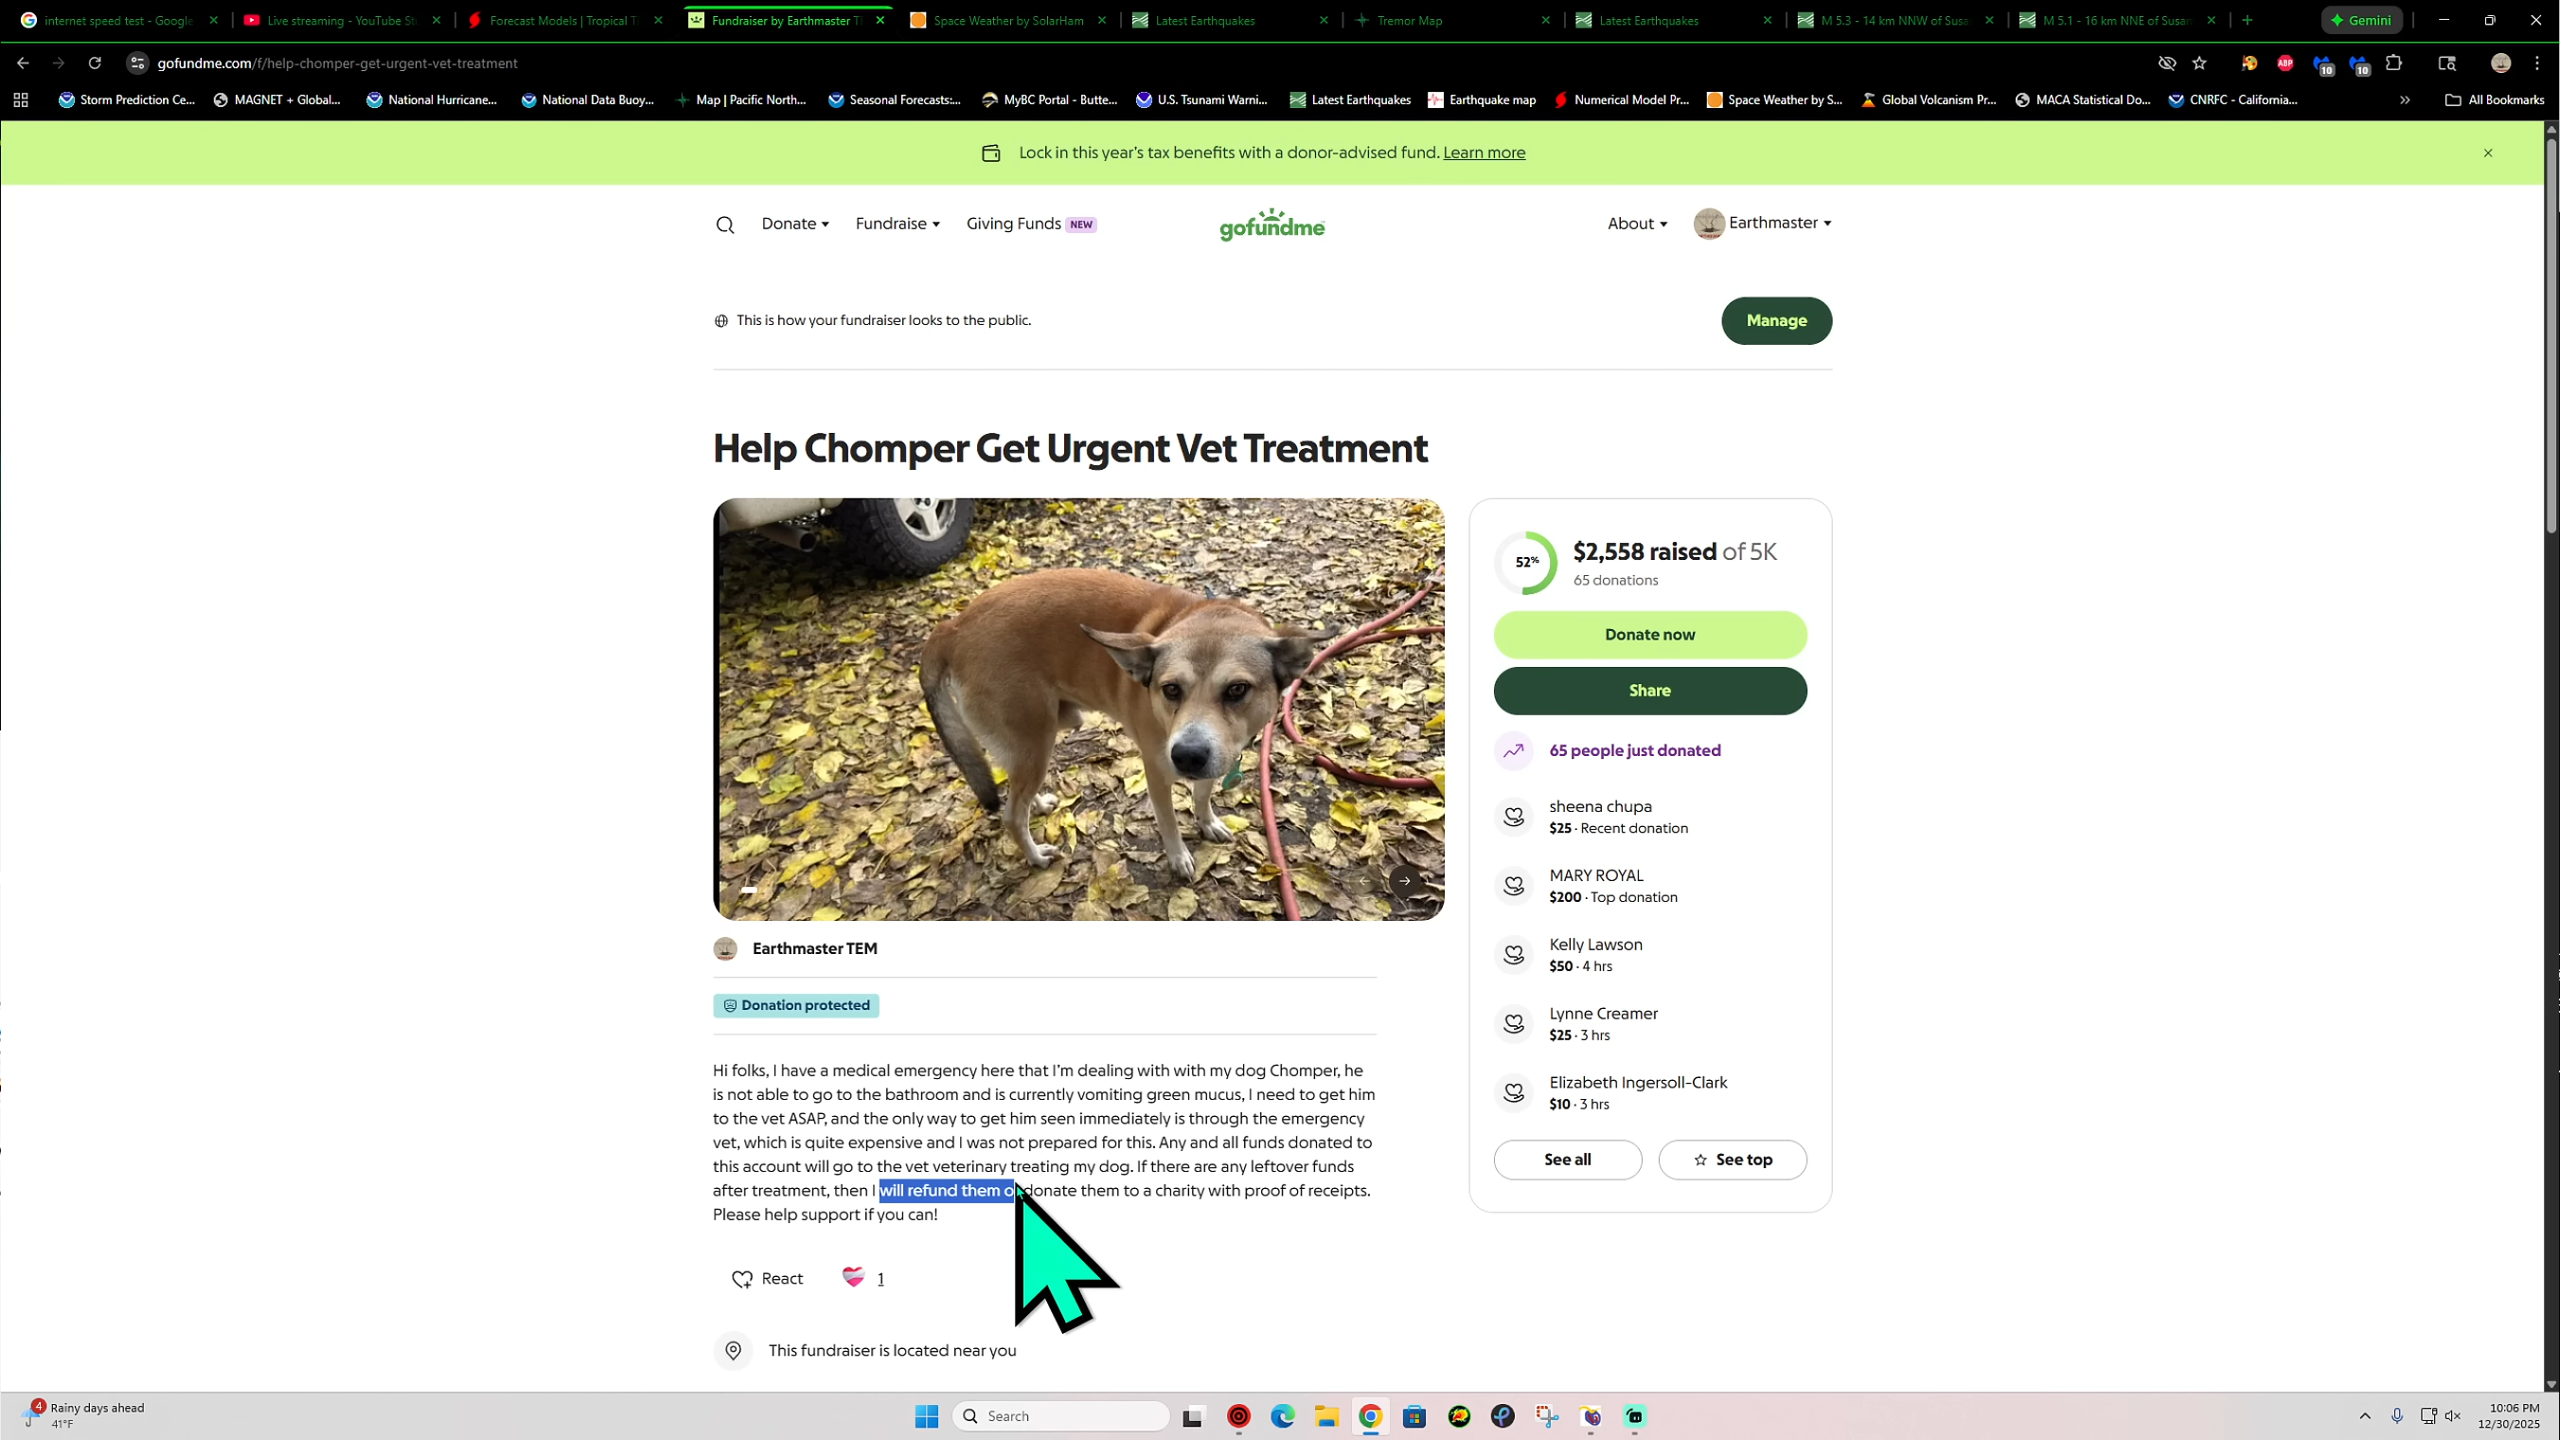 internet speed test - Google
Live streaming - YouTube St
Forecast Models | Tropical T
Fundraiser by Earthmaster T
Space Weather by SolarHam
Latest Earthquakes
Tremor Map
Latest Earthquakes
M 5.3 - 14 km NNW of Susa
M 5.1 - 16 km NNE of Susan
Gemini
gofundme.com/f/help-chomper-get-urgent-vet-treatment
ABP
10
10
Storm Prediction Ce...
MAGNET + Global...
National Hurricane...
National Data Buoy...
Map | Pacific North...
Seasonal Forecasts:...
MyBC Portal - Butte...
U.S. Tsunami Warni...
Latest Earthquakes
Earthquake map
Numerical Model Pr...
Space Weather by S...
Global Volcanism Pr...
MACA Statistical Do...
CNRFC - California...
All Bookmarks
Lock in this year's tax benefits with a donor-advised fund. Learn more
Donate
Fundraise
Giving Funds NEW
gofundme
About
Earthmaster
This is how your fundraiser looks to the public.
Manage
Help Chomper Get Urgent Vet Treatment
52%
$2,558 raised of 5K
65 donations
Donate now
Share
65 people just donated
sheena chupa
$25 · Recent donation
MARY ROYAL
$200 · Top donation
Kelly Lawson
$50 · 4 hrs
Lynne Creamer
$25 · 3 hrs
Elizabeth Ingersoll-Clark
$10 · 3 hrs
See all
See top
Earthmaster TEM
Donation protected
Hi folks, I have a medical emergency here that I'm dealing with with my dog Chomper, he
is not able to go to the bathroom and is currently vomiting green mucus, I need to get him
to the vet ASAP, and the only way to get him seen immediately is through the emergency
vet, which is quite expensive and I was not prepared for this. Any and all funds donated to
this account will go to the vet veterinary treating my dog. If there are any leftover funds
after treatment, then I will refund them o donate them to a charity with proof of receipts.
Please help support if you can!
React
1
This fundraiser is located near you
4
Rainy days ahead
41°F
Search
10:06 PM
12/30/2025